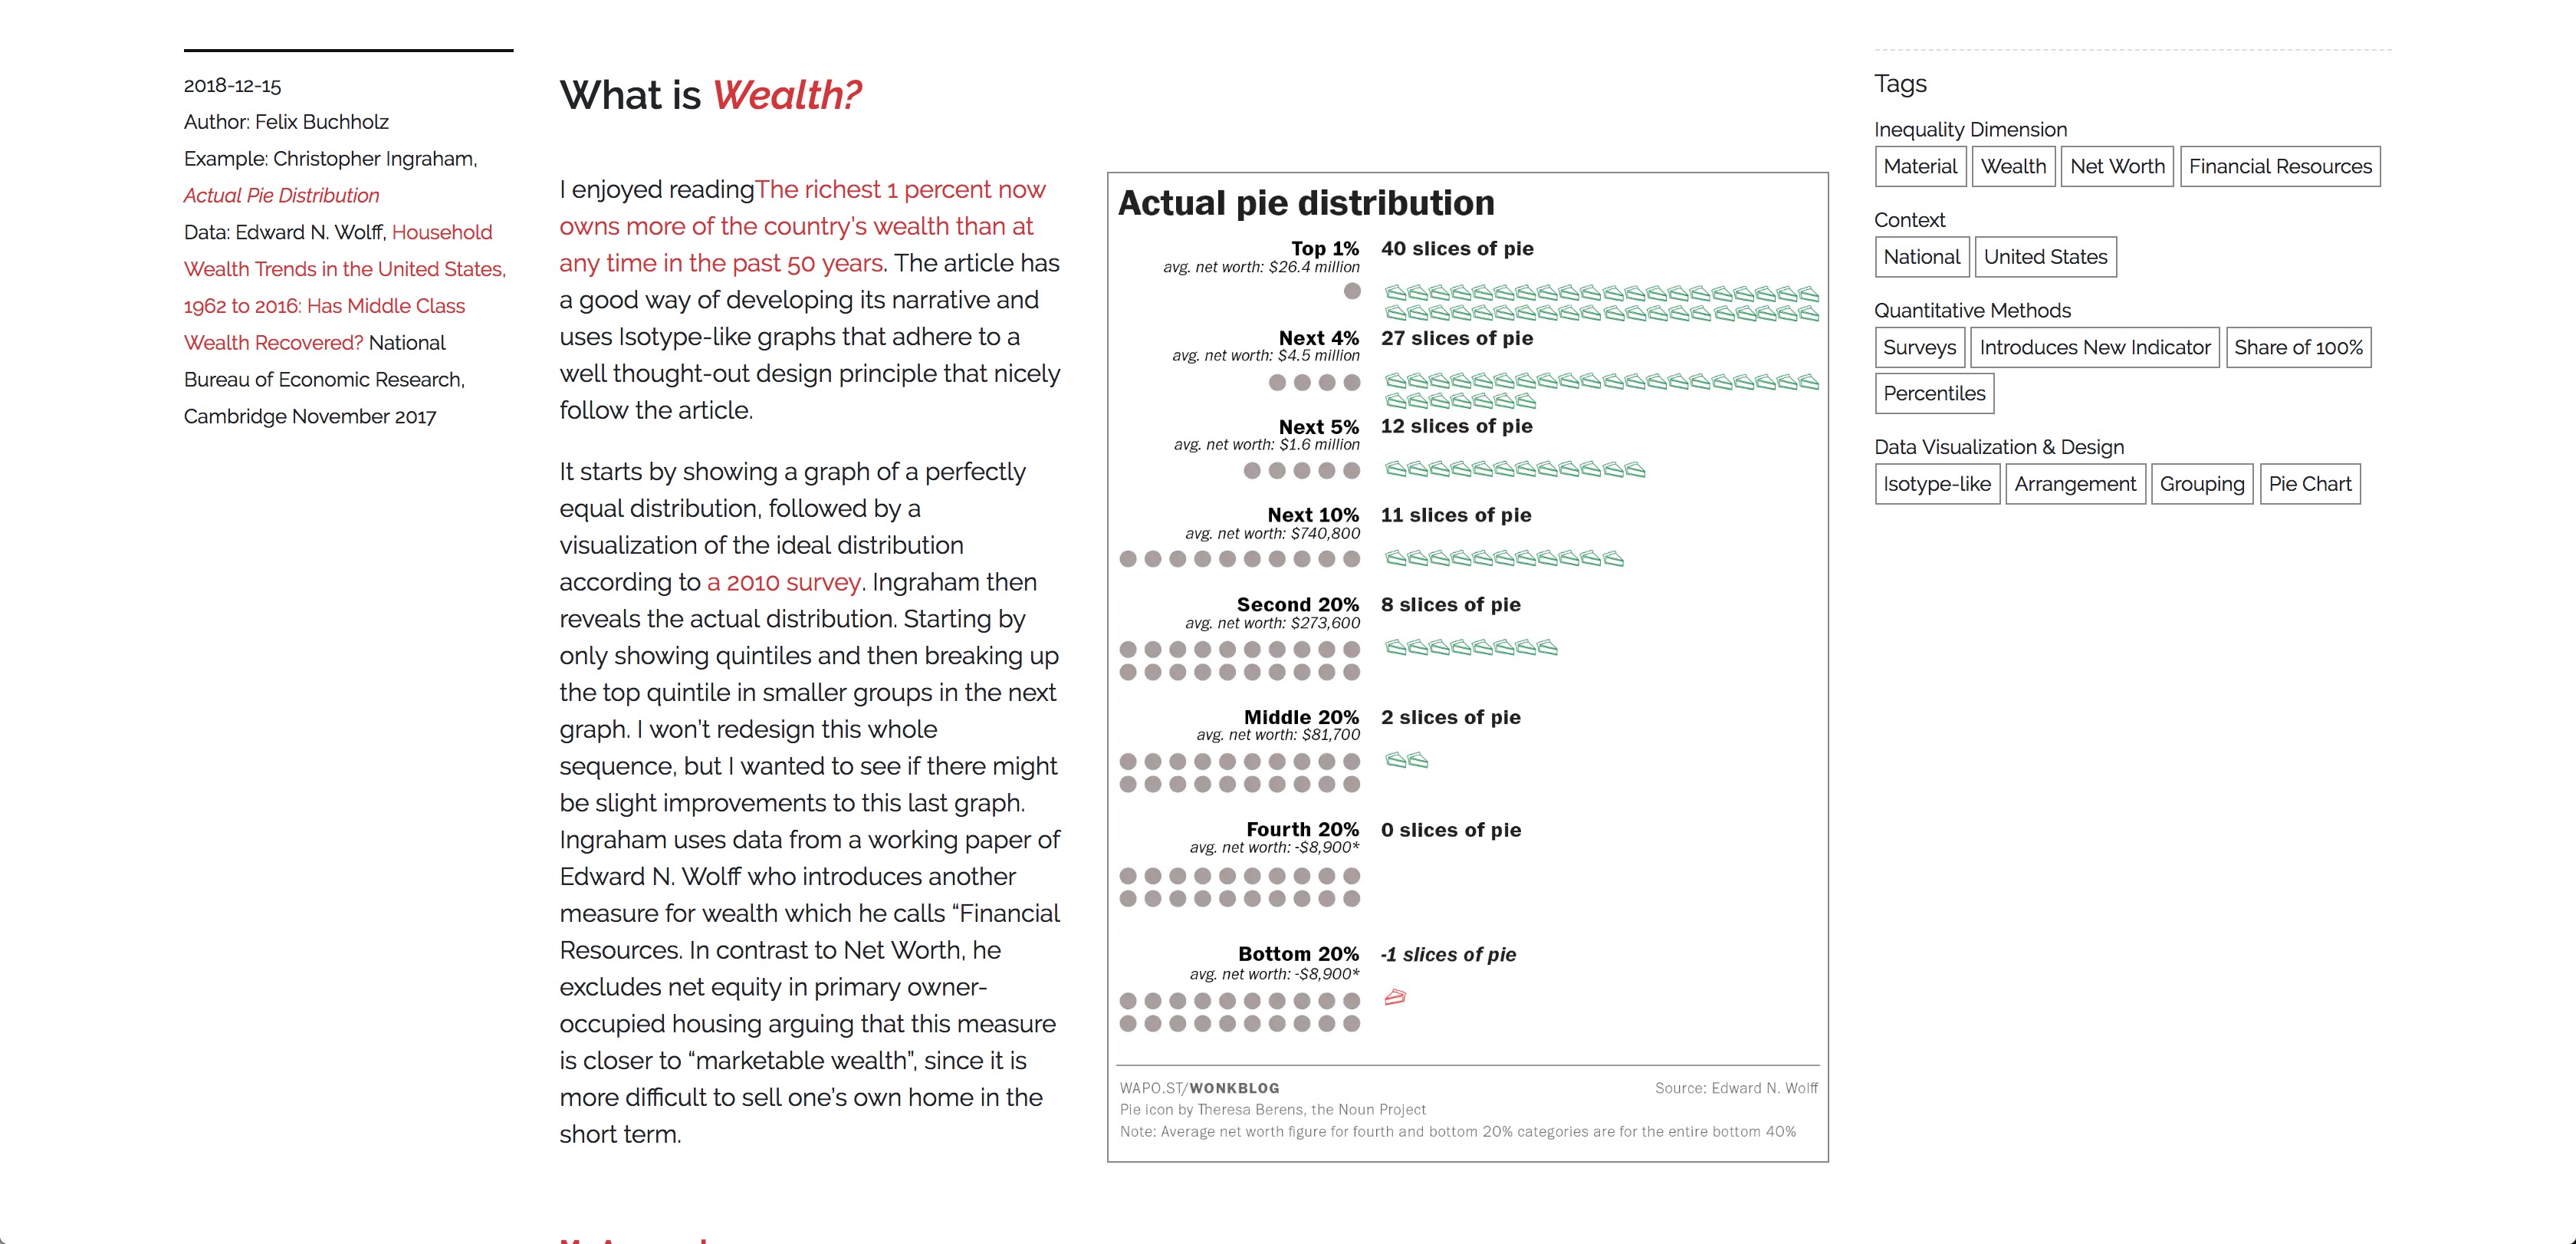 2018-12-15
Author: Felix Buchholz
Example: Christopher Ingraham,
Actual Pie Distribution
Data: Edward N. Wolff, Household
Wealth Trends in the United States,
1962 to 2016: Has Middle Class
Wealth Recovered? National
Bureau of Economic Research,
Cambridge November 2017
What is Wealth?
I enjoyed readingThe richest 1 percent now
owns more of the country's wealth than at
any time in the past 50 years. The article has
a good way of developing its narrative and
uses Isotype-like graphs that adhere to a
well thought-out design principle that nicely
follow the article.
It starts by showing a graph of a perfectly
equal distribution, followed by a
visualization of the ideal distribution
according to a 2010 survey. Ingraham then
reveals the actual distribution. Starting by
only showing quintiles and then breaking up
the top quintile in smaller groups in the next
graph. I won't redesign this whole
sequence, but I wanted to see if there might
be slight improvements to this last graph.
Ingraham uses data from a working paper of
Edward N. Wolff who introduces another
measure for wealth which he calls “Financial
Resources. In contrast to Net Worth, he
excludes net equity in primary owner-
occupied housing arguing that this measure
is closer to “marketable wealth”, since it is
more difficult to sell one's own home in the
short term.
Actual pie distribution
Top 1% 40 slices of pie
avg. net worth: $26.4 million
Next 4% 27 slices of pie
avg. net worth: $4.5 million
Next 5% 12 slices of pie
avg. net worth: $1.6 million
Next 10% 11 slices of pie
avg. net worth: $740,800
Second 20% 8 slices of pie
avg. net worth: $273,600
Middle 20% 2 slices of pie
avg. net worth: $81,700
Fourth 20% 0 slices of pie
avg. net worth: -$8,900*
Bottom 20% -1 slices of pie
avg. net worth: -$8,900*
WAPO.ST/WONKBLOG Source: Edward N. Wolff
Pie icon by Theresa Berens, the Noun Project
Note: Average net worth figure for fourth and bottom 20% categories are for the entire bottom 40%
Tags
Inequality Dimension
Material Wealth Net Worth Financial Resources
Context
National United States
Quantitative Methods
Surveys Introduces New Indicator Share of 100%
Percentiles
Data Visualization & Design
Isotype-like Arrangement Grouping Pie Chart